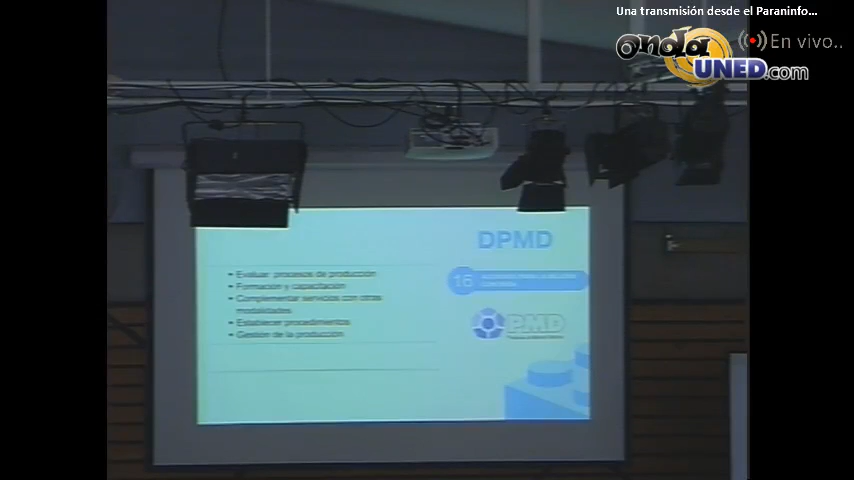 Una transmisión desde el Paraninfo...
onda
UNED.com
En vivo..
DPMD
16
• Evaluar procesos de producción
• Formación y capacitación
• Complementar servicios con otras
modalidades
• Establecer procedimientos
• Gestión de la producción
PMD